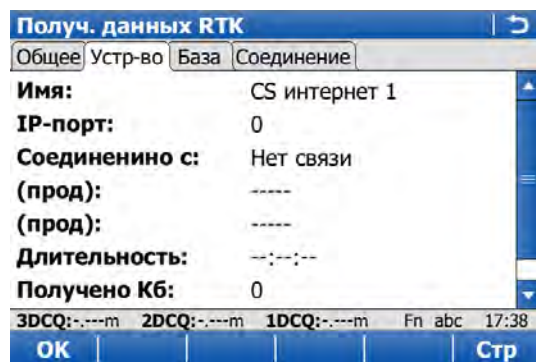 Получ. данных RTK
Общее Устр-во База Соединение
Имя: CS интернет 1
IP-порт: 0
Соединенино с: Нет связи
(прод): -----
(прод): -----
Длительность: --:--:--
Получено Кб: 0
3DCQ:-.---m 2DCQ:-.---m 1DCQ:-.---m Fn abc 17:38
OK Стр